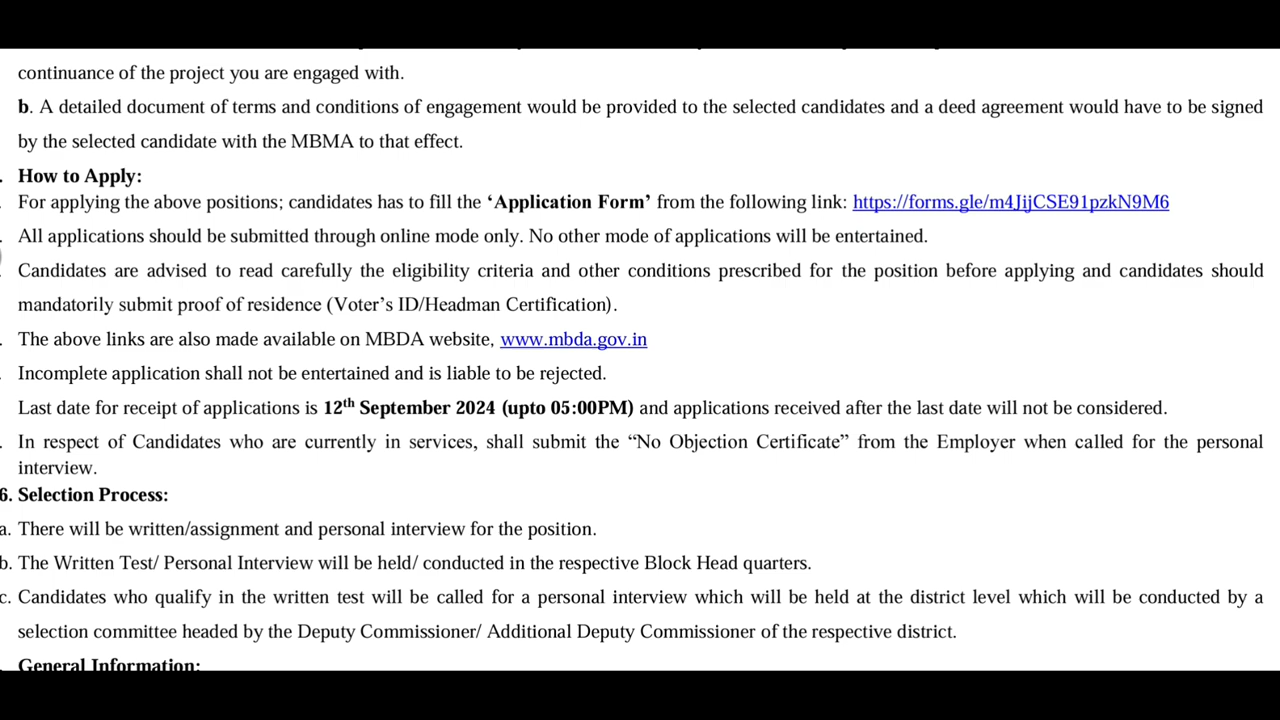 continuance of the project you are engaged with.
b. A detailed document of terms and conditions of engagement would be provided to the selected candidates and a deed agreement would have to be signed
by the selected candidate with the MBMA to that effect.
. How to Apply:
. For applying the above positions; candidates has to fill the ‘Application Form’ from the following link: https://forms.gle/m4JijCSE91pzkN9M6
. All applications should be submitted through online mode only. No other mode of applications will be entertained.
. Candidates are advised to read carefully the eligibility criteria and other conditions prescribed for the position before applying and candidates should
mandatorily submit proof of residence (Voter’s ID/Headman Certification).
. The above links are also made available on MBDA website, www.mbda.gov.in
. Incomplete application shall not be entertained and is liable to be rejected.
Last date for receipt of applications is 12th September 2024 (upto 05:00PM) and applications received after the last date will not be considered.
. In respect of Candidates who are currently in services, shall submit the “No Objection Certificate” from the Employer when called for the personal
interview.
6. Selection Process:
a. There will be written/assignment and personal interview for the position.
b. The Written Test/ Personal Interview will be held/ conducted in the respective Block Head quarters.
c. Candidates who qualify in the written test will be called for a personal interview which will be held at the district level which will be conducted by a
selection committee headed by the Deputy Commissioner/ Additional Deputy Commissioner of the respective district.
. General Information: